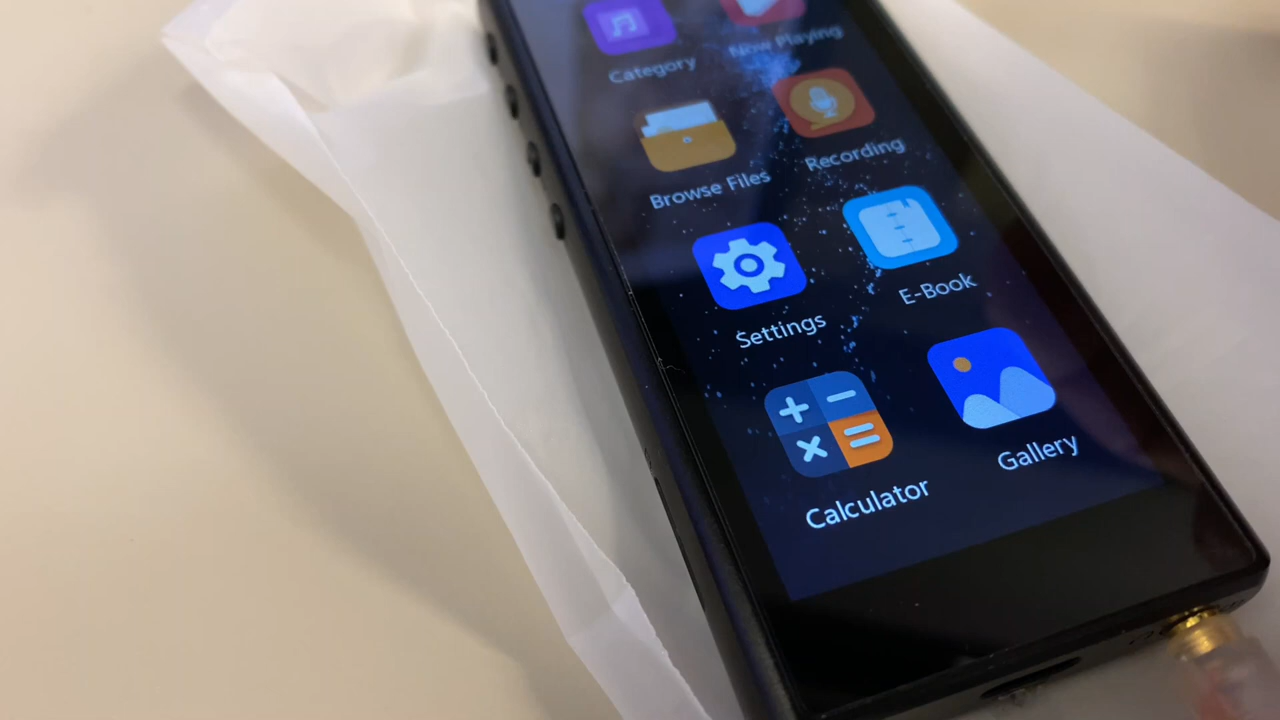 Category
Now Playing
Browse Files
Recording
Settings
E-Book
Calculator
Gallery